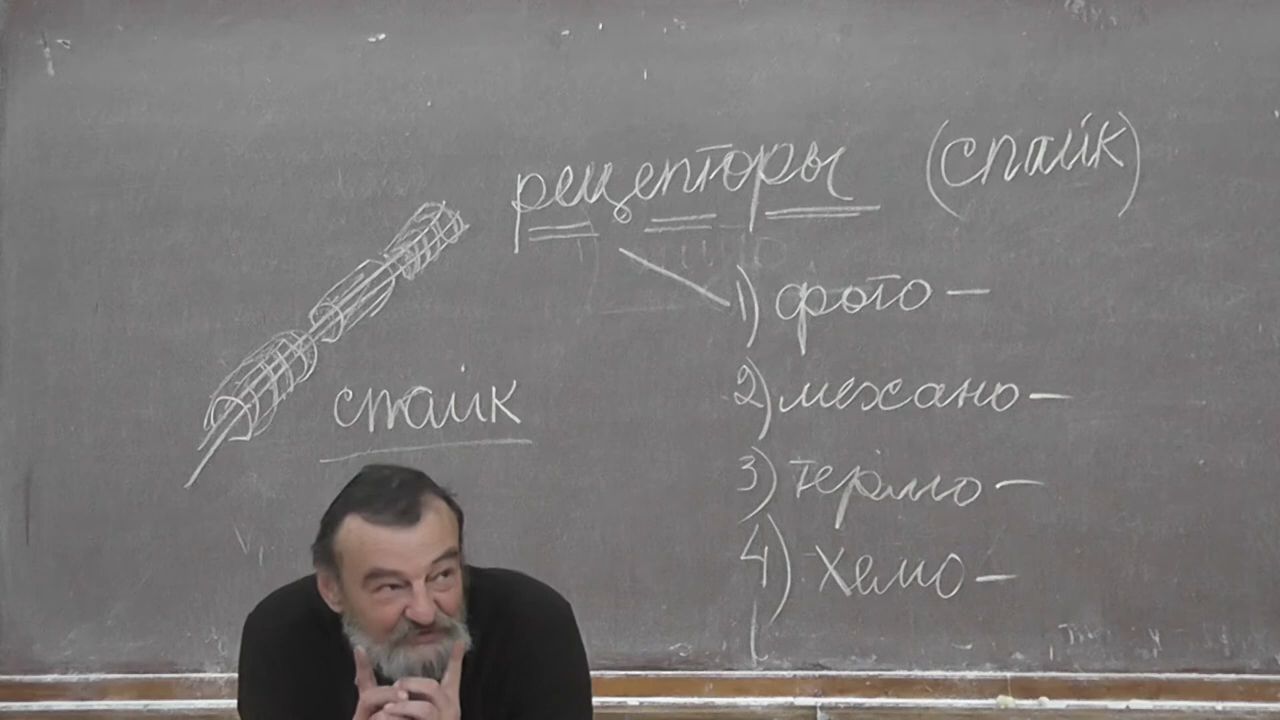 рецепторы (спайк)
1) фото –
2) механо –
3) термо –
4) хемо –
спайк